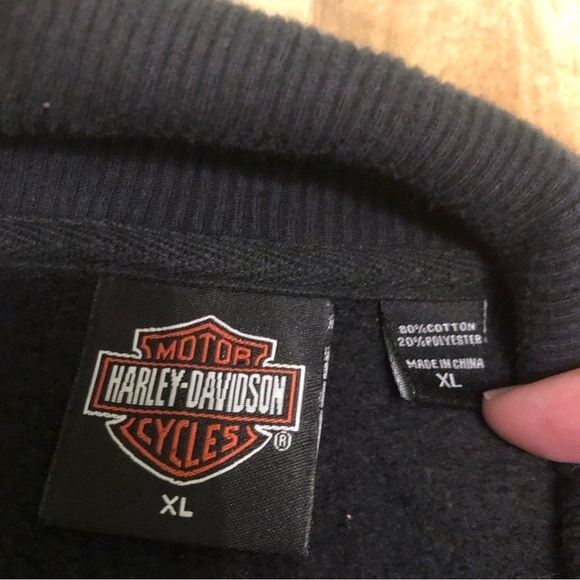 MOTOR
HARLEY-DAVIDSON
CYCLES
®
XL
80% COTTON
20% POLYESTER
MADE IN CHINA
XL